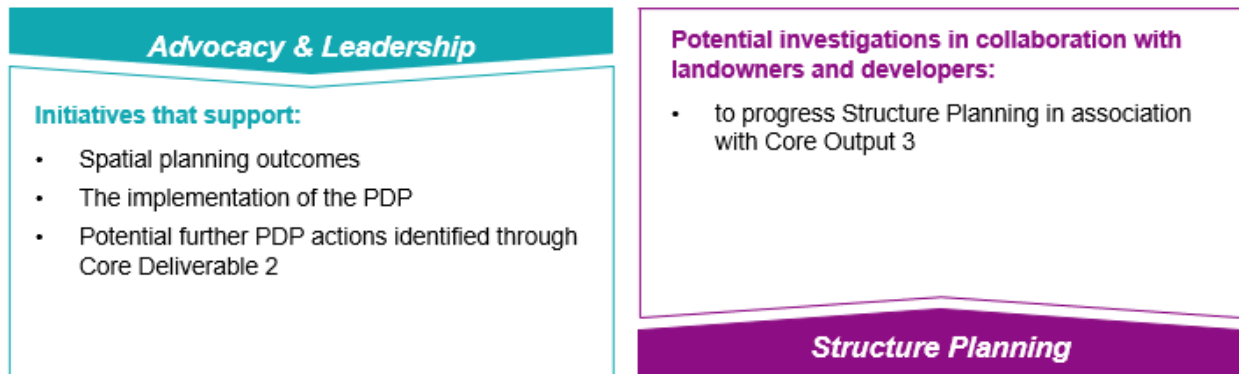 Advocacy & Leadership
Initiatives that support:
• Spatial planning outcomes
• The implementation of the PDP
• Potential further PDP actions identified through
Core Deliverable 2
Potential investigations in collaboration with
landowners and developers:
• to progress Structure Planning in association
with Core Output 3
Structure Planning